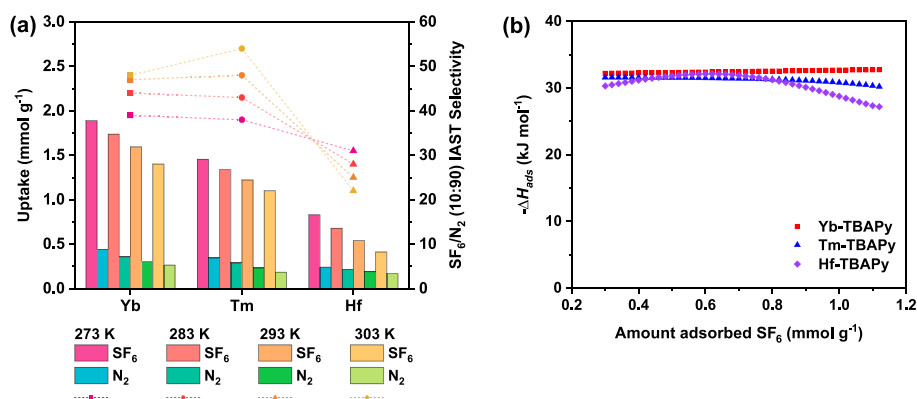 (a)
3.0
2.5
2.0
1.5
1.0
0.5
0.0
Uptake (mmol g⁻¹)
60
50
40
30
20
10
0
SF₆/N₂ (10:90) IAST Selectivity
Yb Tm Hf
273 K 283 K 293 K 303 K
SF₆ SF₆ SF₆ SF₆
N₂ N₂ N₂ N₂
(b)
40
30
20
10
0
-ΔH_ads (kJ mol⁻¹)
Yb-TBAPy
Tm-TBAPy
Hf-TBAPy
0.2 0.4 0.6 0.8 1.0 1.2
Amount adsorbed SF₆ (mmol g⁻¹)